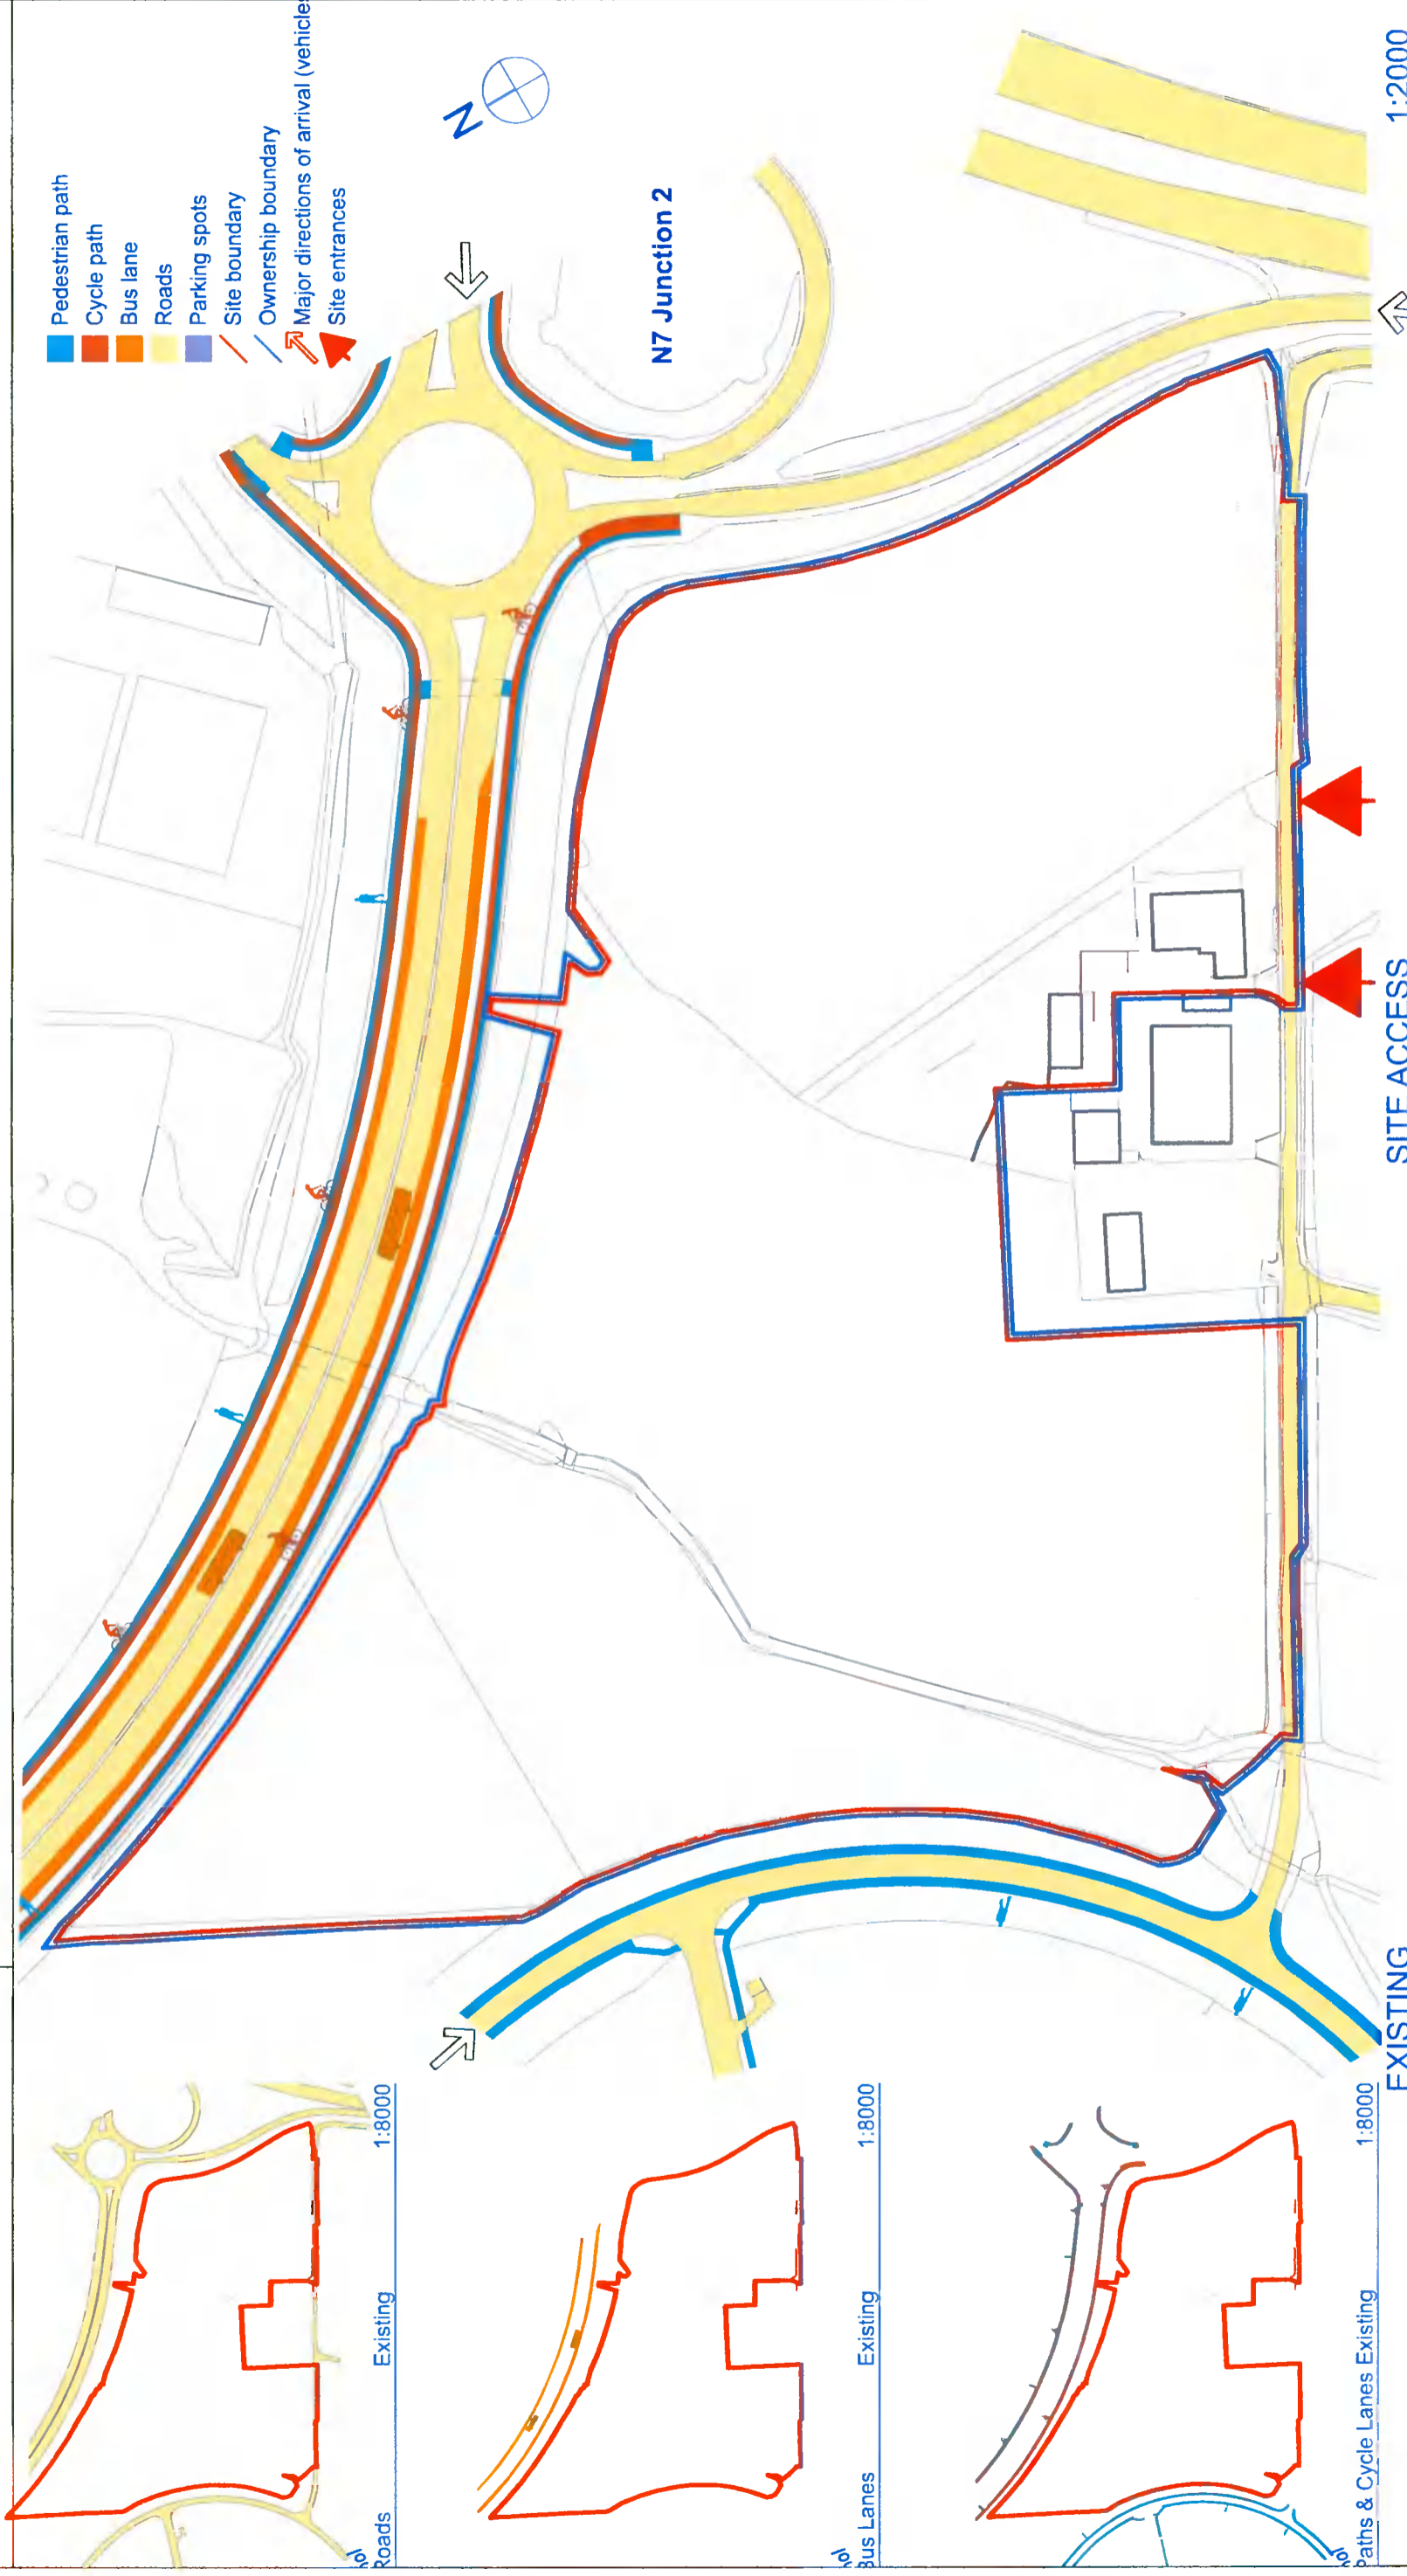 Pedestrian path
Cycle path
Bus lane
Roads
Parking spots
Site boundary
Ownership boundary
Major directions of arrival (vehicles
Site entrances
N
N7 Junction 2
Roads Existing 1:8000
Bus Lanes Existing 1:8000
Paths & Cycle Lanes Existing 1:8000
EXISTING SITE ACCESS 1:2000